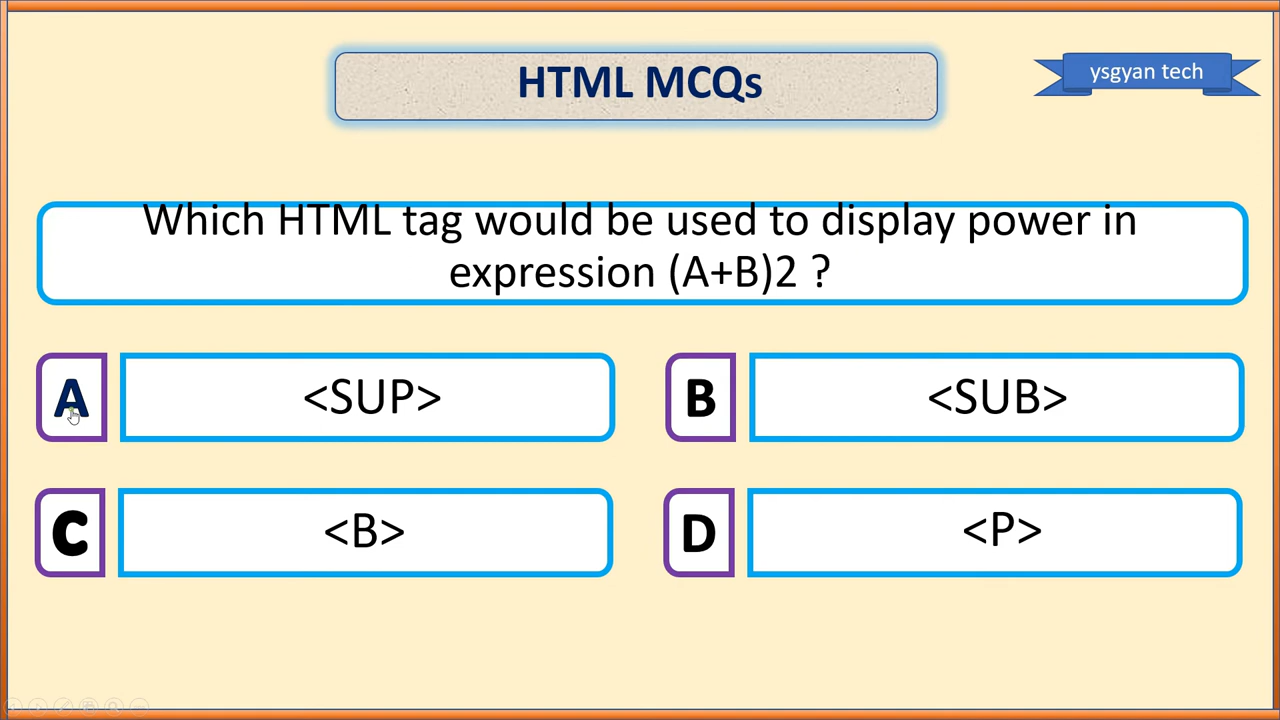 HTML MCQs
ysgyan tech
Which HTML tag would be used to display power in
expression (A+B)2 ?
A
<SUP>
B
<SUB>
C
<B>
D
<P>